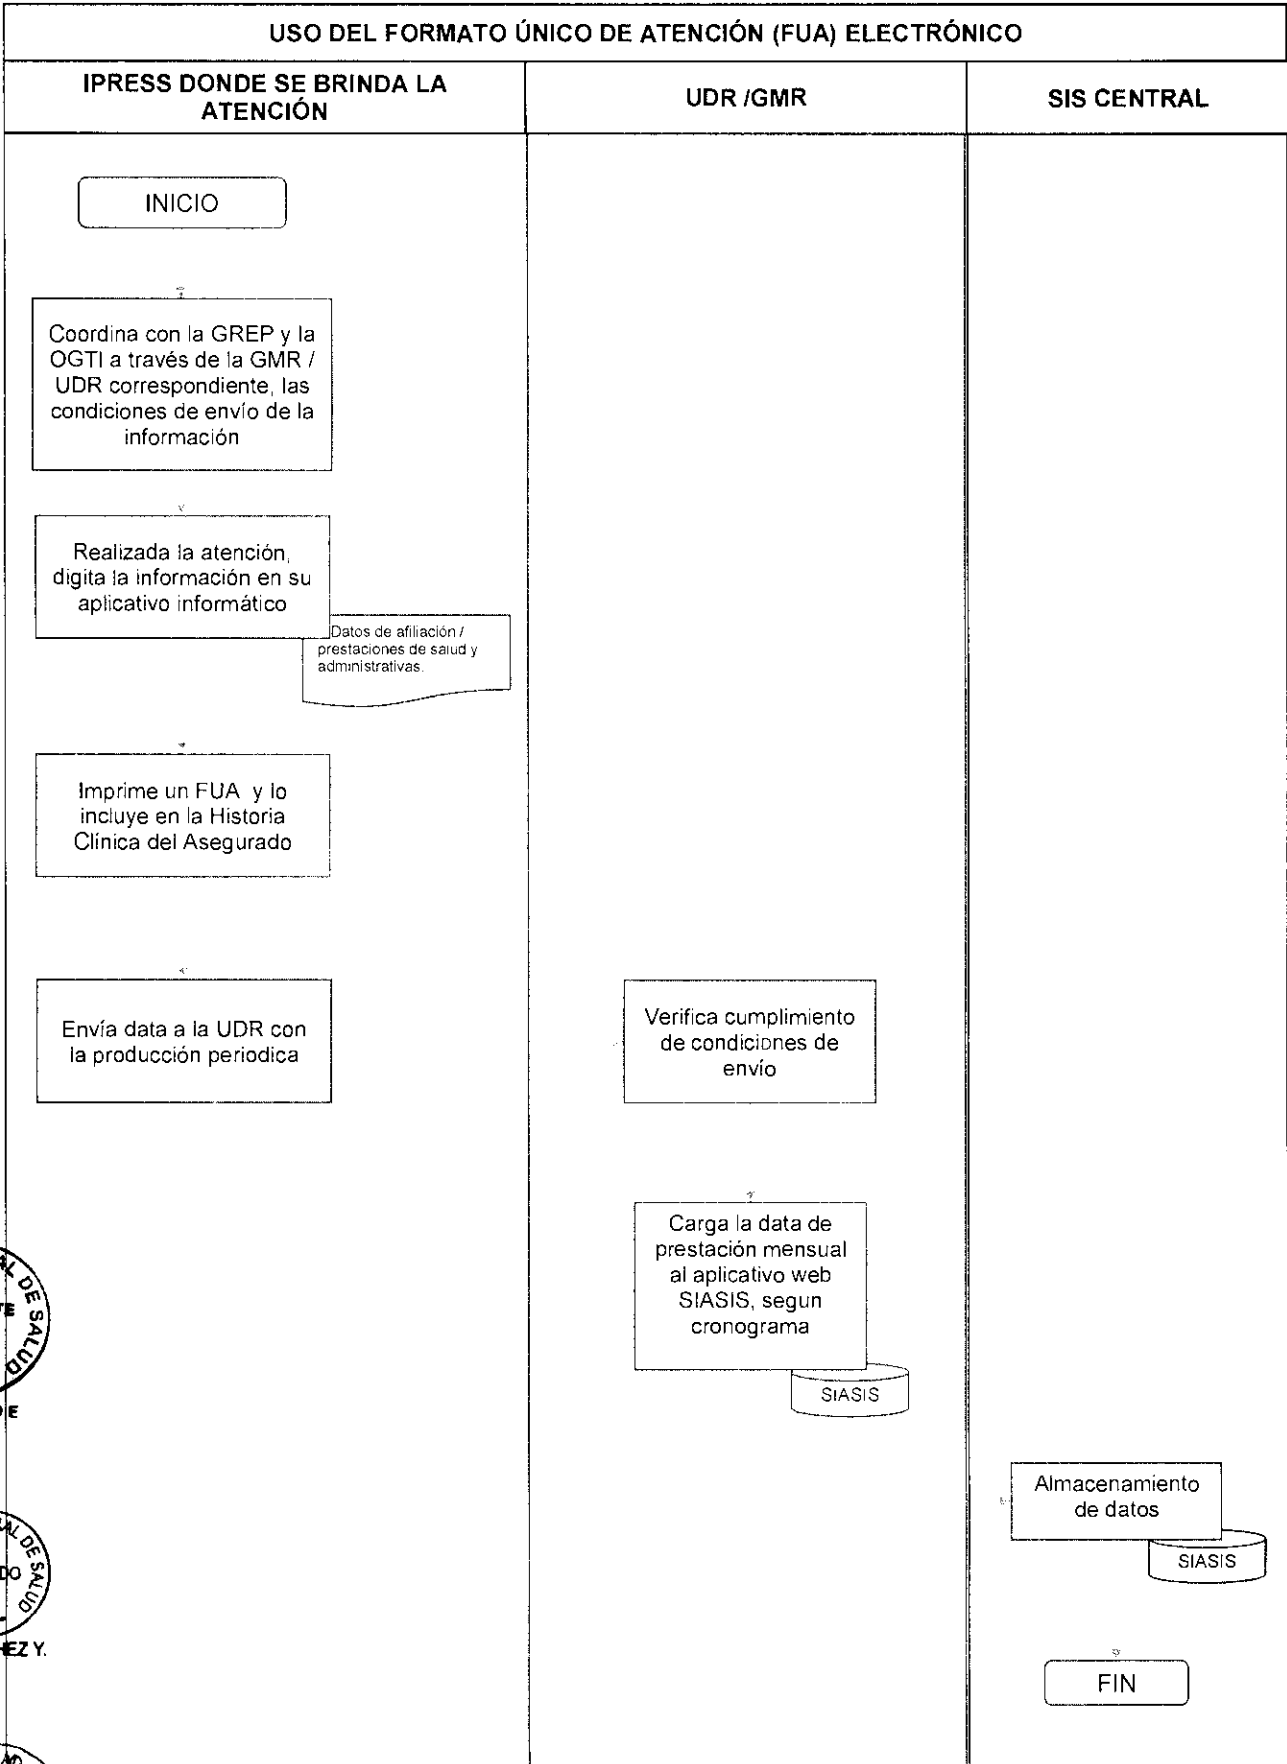 USO DEL FORMATO ÚNICO DE ATENCIÓN (FUA) ELECTRÓNICO
IPRESS DONDE SE BRINDA LA
ATENCIÓN
UDR /GMR
SIS CENTRAL
INICIO
Coordina con la GREP y la
OGTI a través de la GMR /
UDR correspondiente, las
condiciones de envío de la
información
Realizada la atención,
digita la información en su
aplicativo informático
Datos de afiliación /
prestaciones de salud y
administrativas.
Imprime un FUA y lo
incluye en la Historia
Clínica del Asegurado
Envía data a la UDR con
la producción periodica
Verifica cumplimiento
de condiciones de
envío
Carga la data de
prestación mensual
al aplicativo web
SIASIS, segun
cronograma
SIASIS
Almacenamiento
de datos
SIASIS
FIN
DE SALUD
DE SALUD